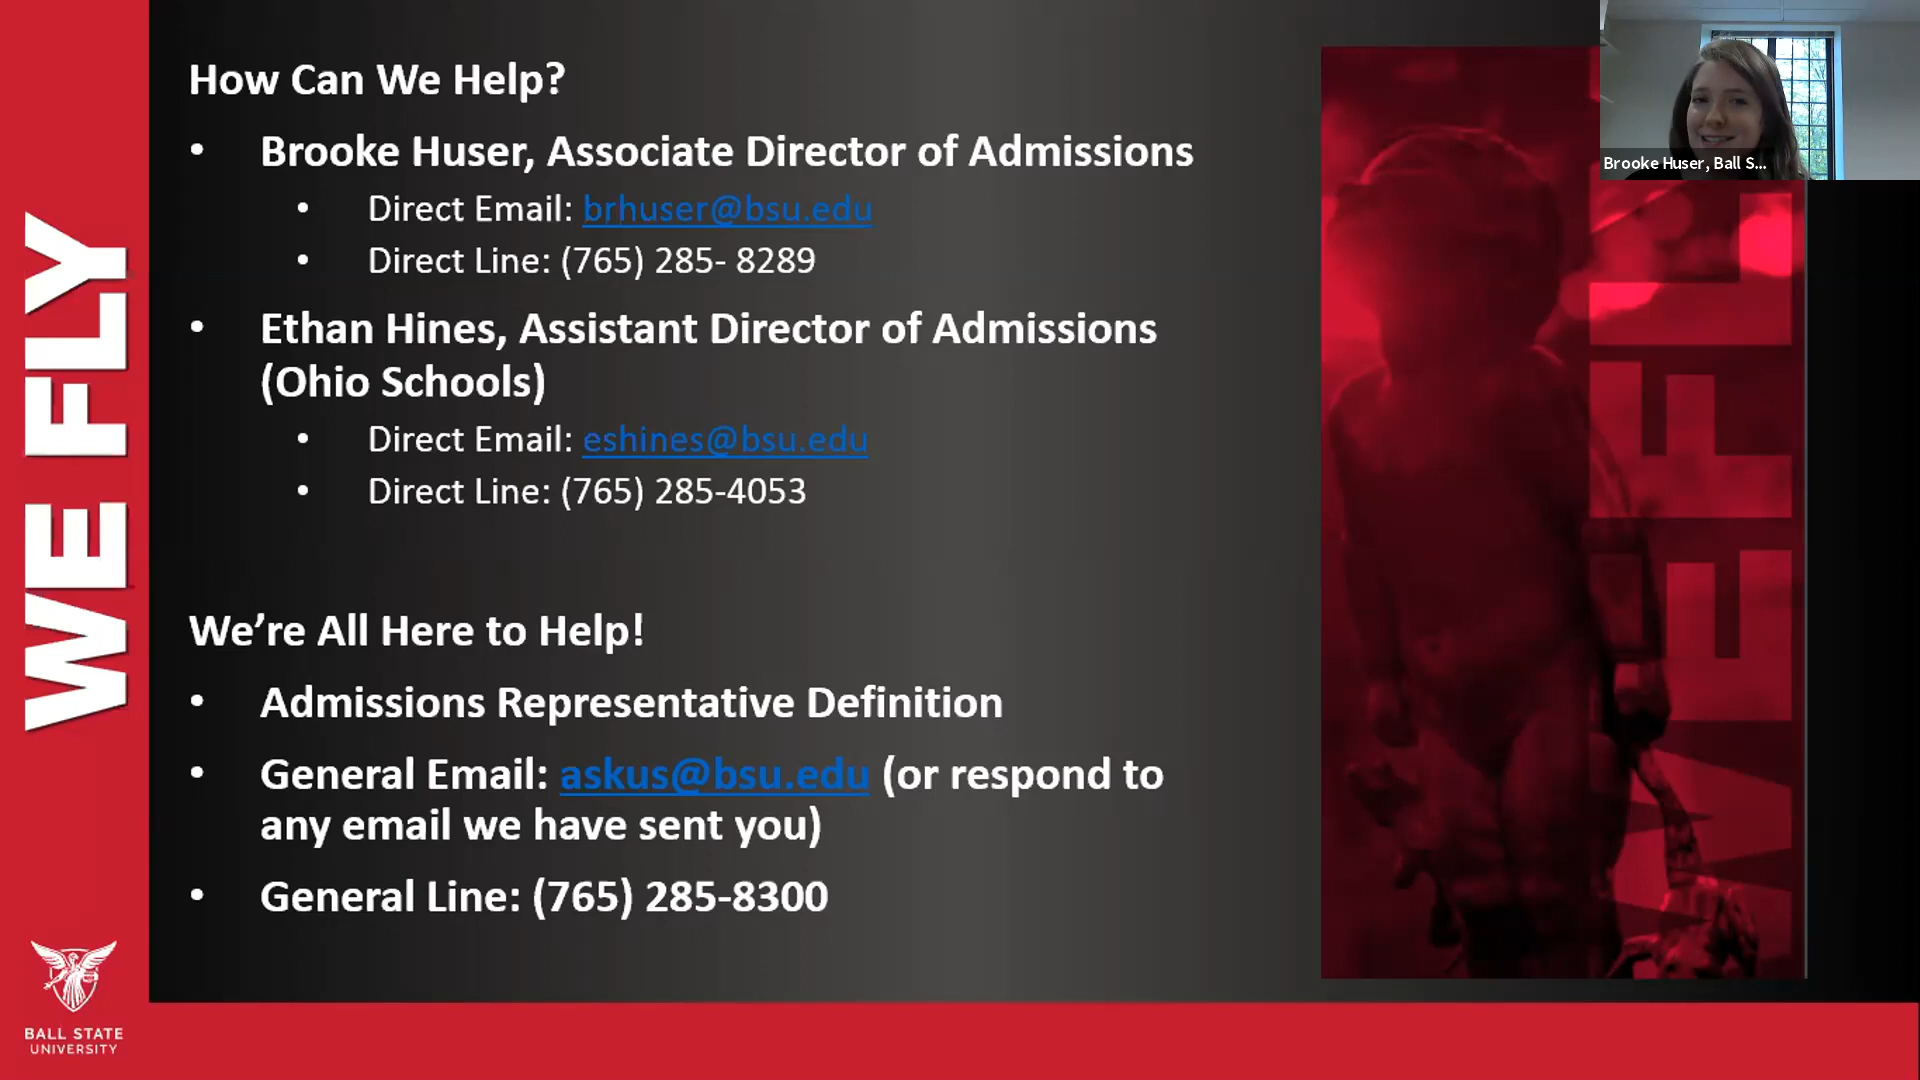 How Can We Help?
• Brooke Huser, Associate Director of Admissions
• Direct Email: brhuser@bsu.edu
• Direct Line: (765) 285- 8289
• Ethan Hines, Assistant Director of Admissions
(Ohio Schools)
• Direct Email: eshines@bsu.edu
• Direct Line: (765) 285-4053
We’re All Here to Help!
• Admissions Representative Definition
• General Email: askus@bsu.edu (or respond to
any email we have sent you)
• General Line: (765) 285-8300
WE FLY
BALL STATE
UNIVERSITY
WE FL
Brooke Huser, Ball S...